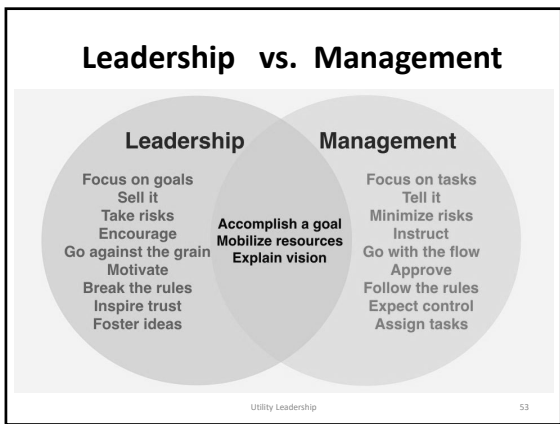 Leadership vs. Management
Leadership
Focus on goals
Sell it
Take risks
Encourage
Go against the grain
Motivate
Break the rules
Inspire trust
Foster ideas
Accomplish a goal
Mobilize resources
Explain vision
Management
Focus on tasks
Tell it
Minimize risks
Instruct
Go with the flow
Approve
Follow the rules
Expect control
Assign tasks
Utility Leadership
53